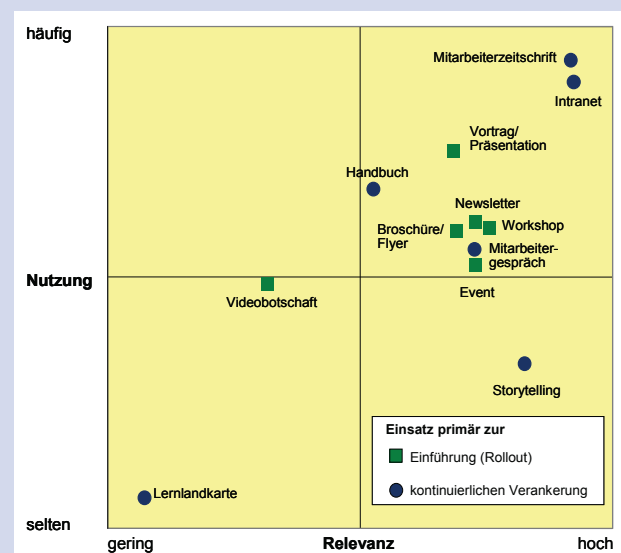 häufig
Mitarbeiterzeitschrift
Intranet
Vortrag/
Präsentation
Handbuch
Newsletter
Broschüre/
Flyer
Workshop
Mitarbeiter-
gespräch
Nutzung
Event
Videobotschaft
Storytelling
Einsatz primär zur
Einführung (Rollout)
kontinuierlichen Verankerung
Lernlandkarte
selten
gering
Relevanz
hoch